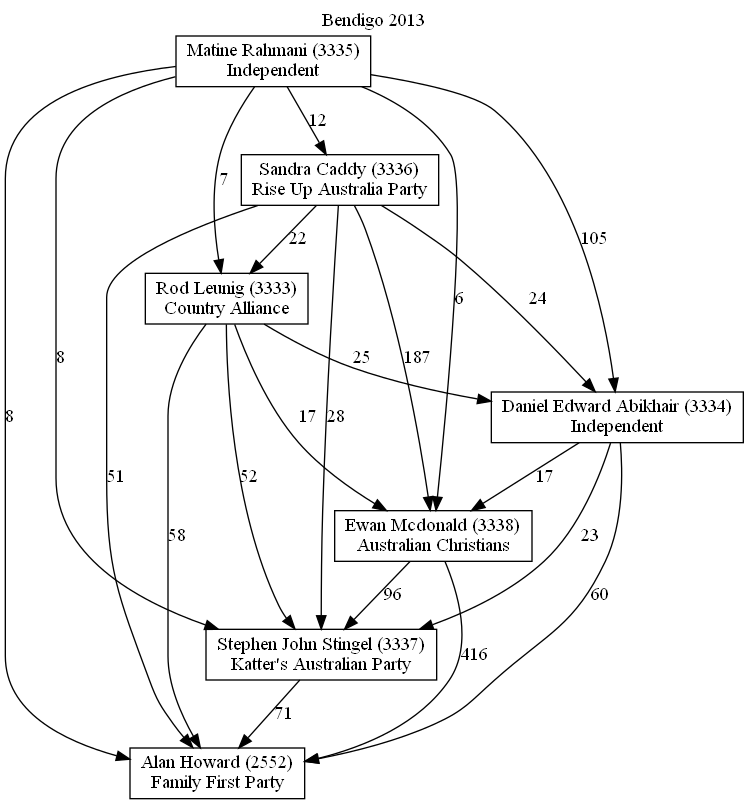 Bendigo 2013
Matine Rahmani (3335)
Independent
12
Sandra Caddy (3336)
Rise Up Australia Party
7
22
105
Rod Leunig (3333)
Country Alliance
6
24
8
25
187
Daniel Edward Abikhair (3334)
Independent
8
17
28
51
52
17
Ewan Mcdonald (3338)
Australian Christians
58
23
96
60
Stephen John Stingel (3337)
Katter's Australian Party
416
71
Alan Howard (2552)
Family First Party